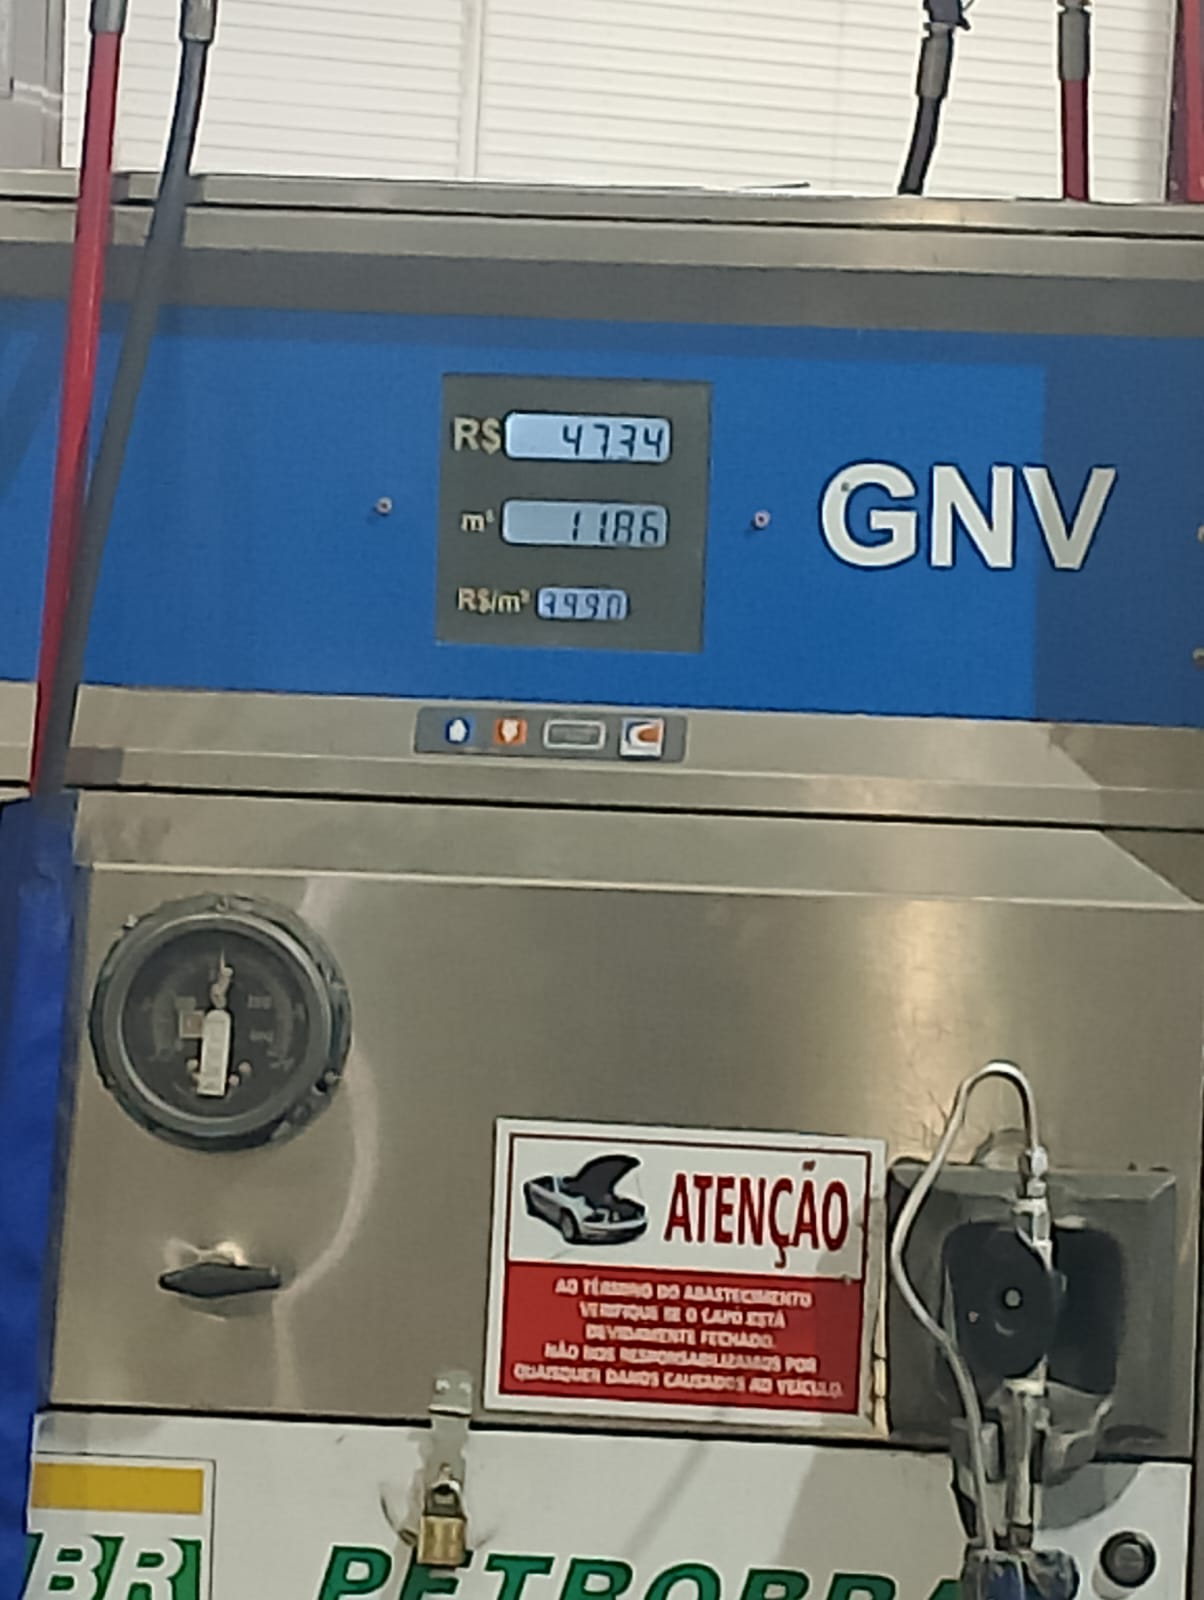 R$ 47.34
m³ 11.86
GNV
R$/m³ 3.990
ATENÇÃO
AO TÉRMINO DO ABASTECIMENTO
VERIFIQUE SE O CAPÔ ESTÁ
DEVIDAMENTE FECHADO.
NÃO NOS RESPONSABILIZAMOS POR
QUAISQUER DANOS CAUSADOS AO VEÍCULO.
BR
PETROBRA